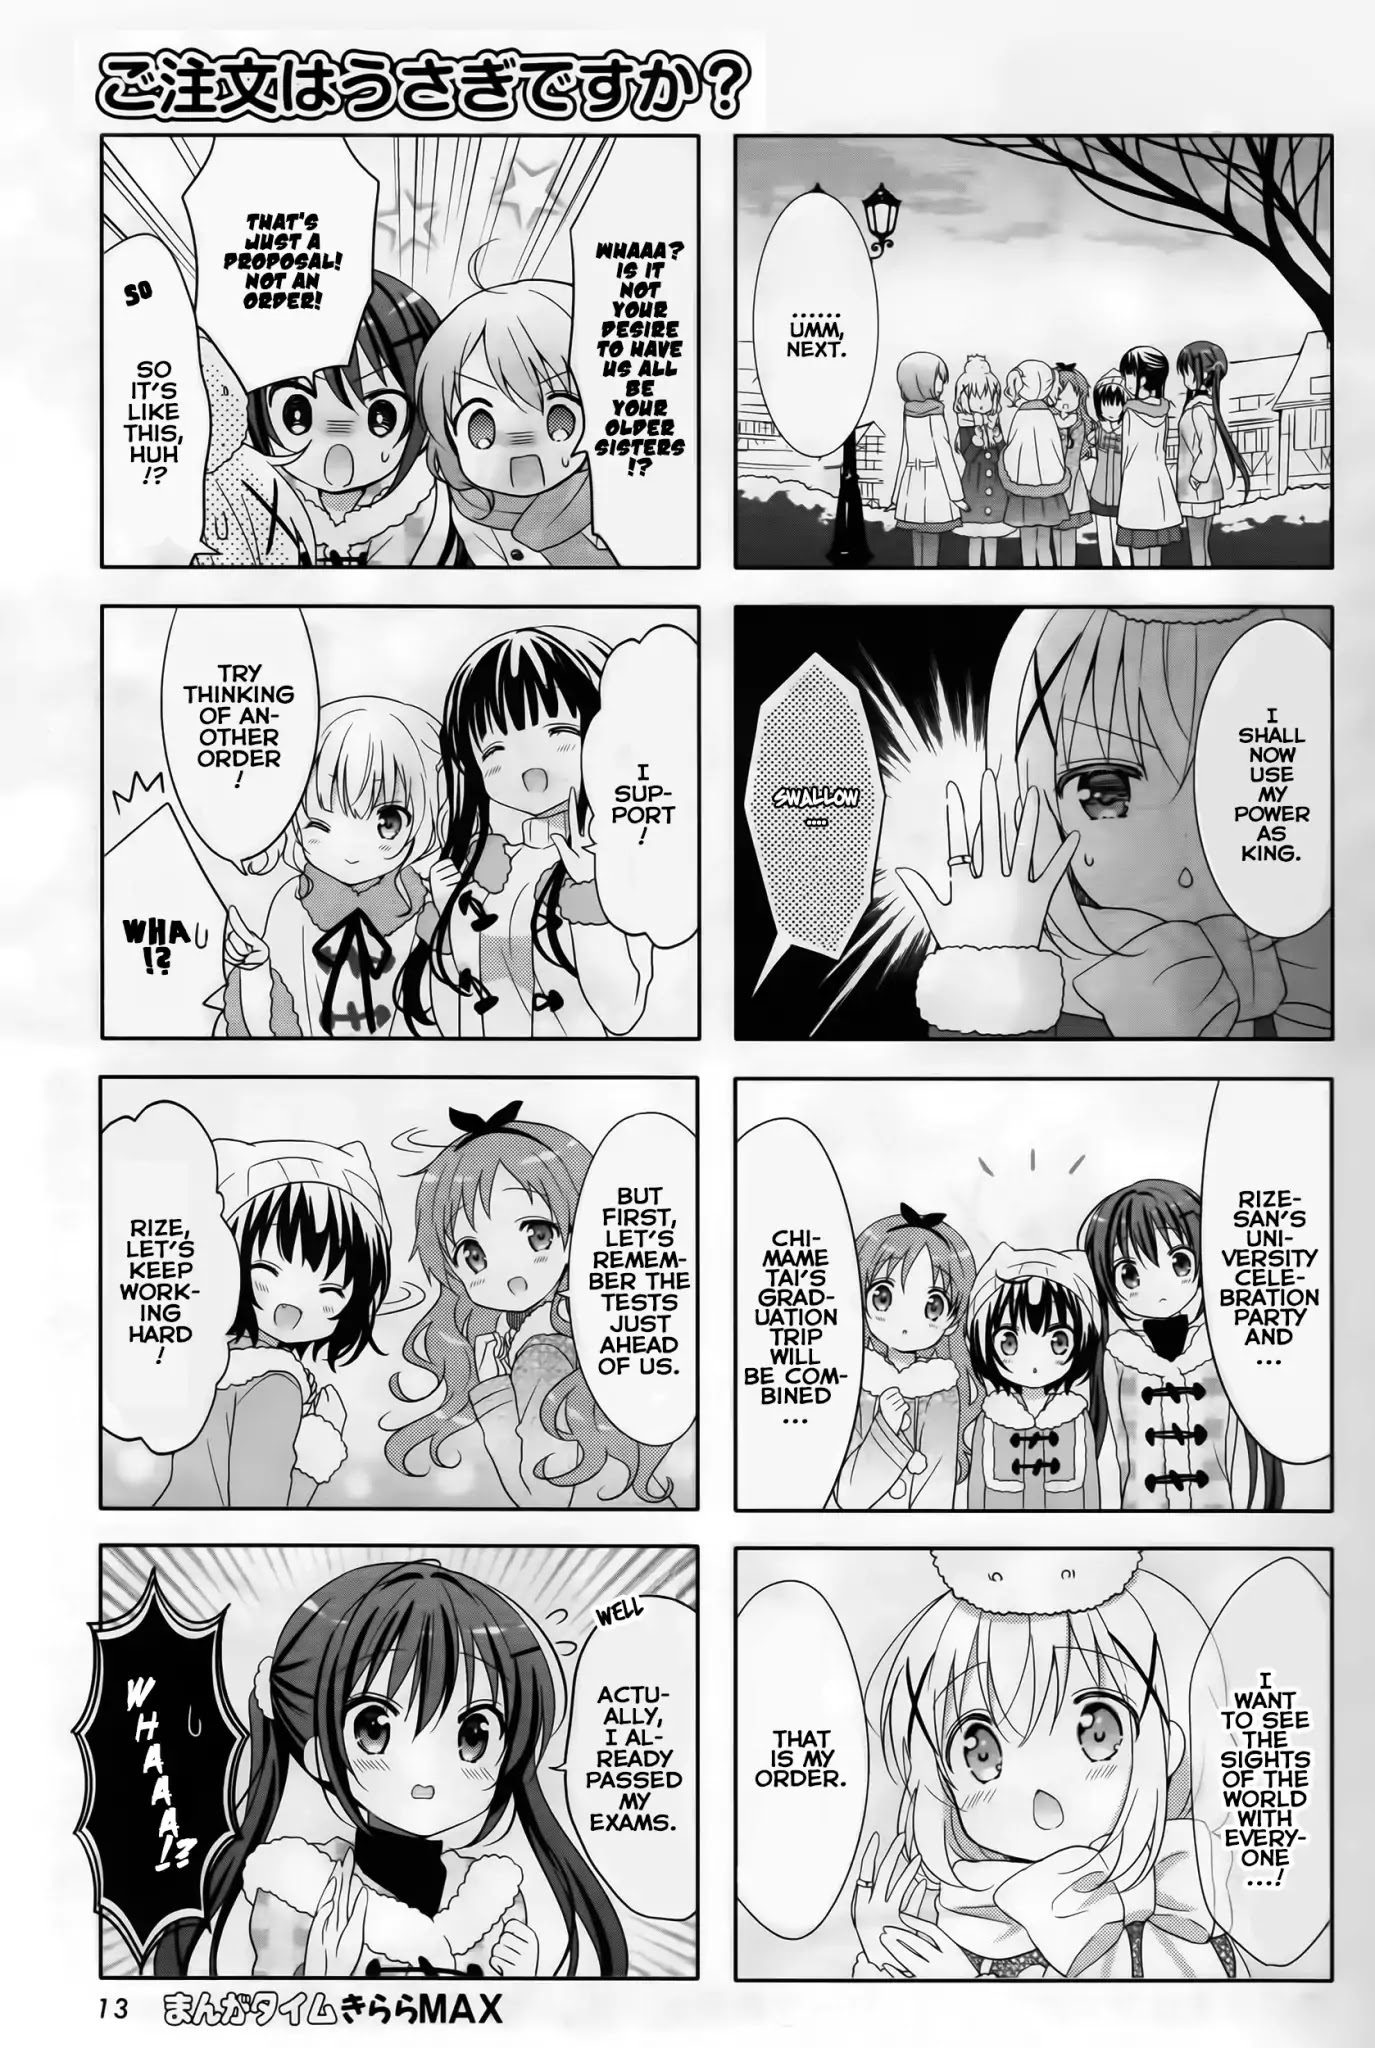 ご注文はうさぎですか？
......
UMM,
NEXT.
I
SHALL
NOW
USE
MY
POWER
AS
KING.
SWALLOW
....
RIZE-
SAN'S
UNI-
VERSITY
CELE-
BRATION
PARTY
AND
...
CHI-
MAME
TAI'S
GRAD-
UATION
TRIP
WILL
BE COM-
BINED
...
I
WANT
TO SEE
THE
SIGHTS
OF THE
WORLD
WITH
EVERY-
ONE
...!
THAT
IS MY
ORDER.
WHAAA?
IS IT
NOT
YOUR
DESIRE
TO HAVE
US ALL
BE
YOUR
OLDER
SISTERS
!?
THAT'S
JUST A
PROPOSAL!
NOT AN
ORDER!
SO
SO
IT'S
LIKE
THIS,
HUH
!?
I
SUP-
PORT
!
TRY
THINKING
OF AN-
OTHER
ORDER
!
WHA
!?
BUT
FIRST,
LET'S
REMEM-
BER THE
TESTS
JUST
AHEAD
OF US.
RIZE,
LET'S
KEEP
WORK-
ING
HARD
!
WELL
ACTU-
ALLY,
I AL-
READY
PASSED
MY
EXAMS.
WHAAA!?
13 まんがタイムきららMAX